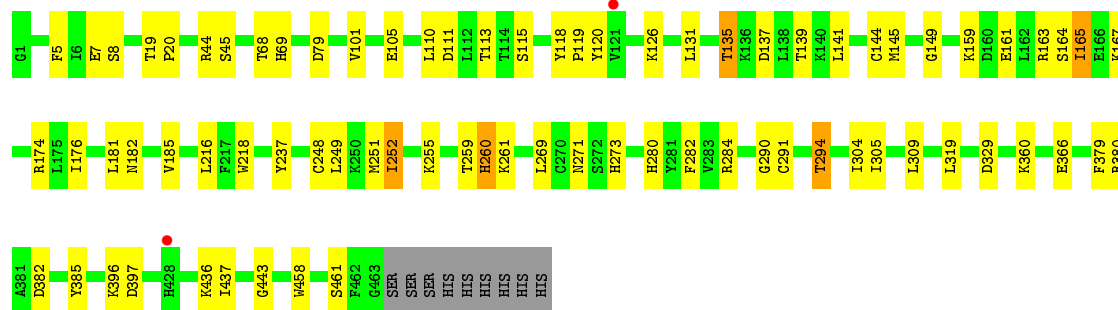 G1 F5 I6 E7 S8 T19 P20 R44 S45 T68 H69 D79 V101 E105 L110 D111 L112 T113 T114 S115 Y118 P119 Y120 V121 K126 L131 T135 K136 D137 L138 T139 K140 L141 C144 M145 G149 K159 D160 E161 L162 R163 S164 I165 E166 K167
R174 L175 I176 L181 N182 V185 L216 F217 W218 Y237 C248 L249 K250 M251 I252 K255 T259 H260 K261 L269 C270 N271 S272 H273 H280 Y281 F282 V283 R284 G290 C291 T294 I304 I305 L309 L319 D329 K360 E366 F379
A381 D382 Y385 K396 D397 H428 K436 I437 G443 W458 S461 F462 G463 SER SER SER HIS HIS HIS HIS HIS HIS